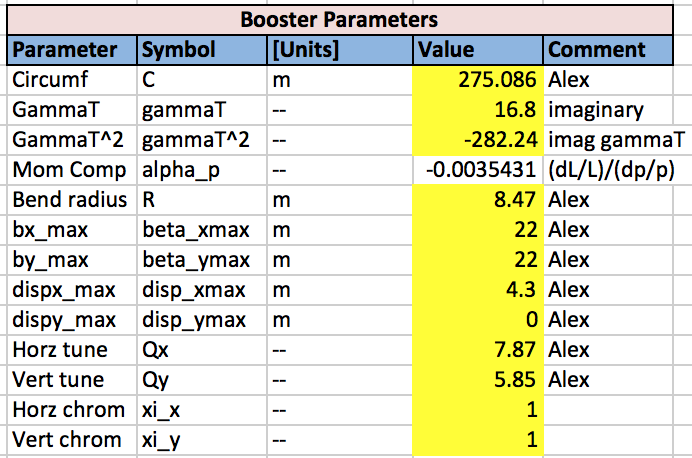 Booster Parameters
Parameter Symbol [Units] Value Comment
Circumf C m 275.086 Alex
GammaT gammaT -- 16.8 imaginary
GammaT^2 gammaT^2 -- -282.24 imag gammaT
Mom Comp alpha_p -- -0.0035431 (dL/L)/(dp/p)
Bend radius R m 8.47 Alex
bx_max beta_xmax m 22 Alex
by_max beta_ymax m 22 Alex
dispx_max disp_xmax m 4.3 Alex
dispy_max disp_ymax m 0 Alex
Horz tune Qx -- 7.87 Alex
Vert tune Qy -- 5.85 Alex
Horz chrom xi_x -- 1
Vert chrom xi_y -- 1